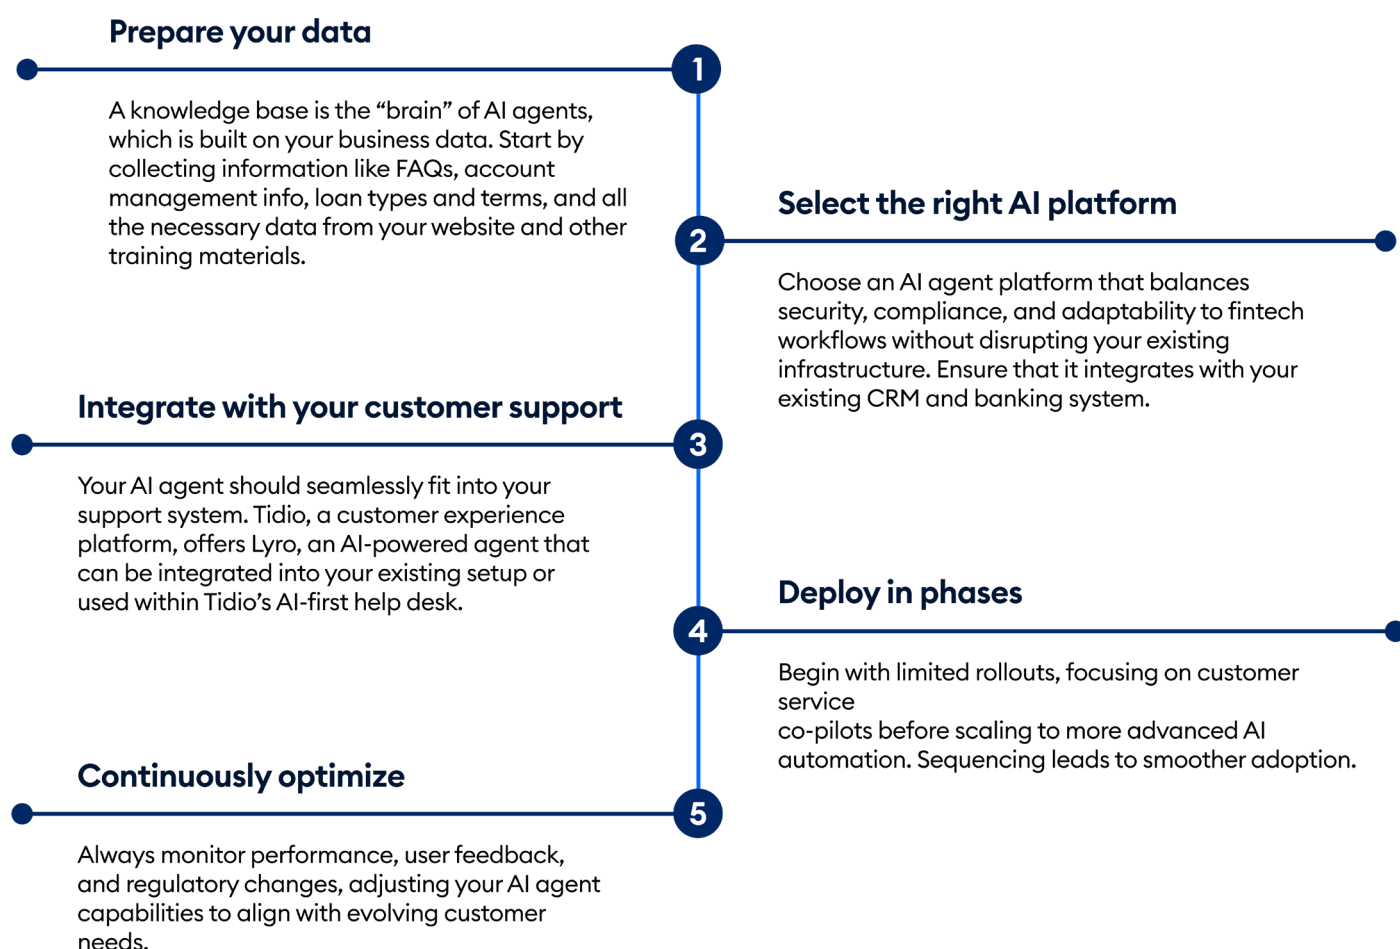 Prepare your data
1
A knowledge base is the “brain” of AI agents,
which is built on your business data. Start by
collecting information like FAQs, account
management info, loan types and terms, and all
the necessary data from your website and other
training materials.
Select the right AI platform
2
Choose an AI agent platform that balances
security, compliance, and adaptability to fintech
workflows without disrupting your existing
infrastructure. Ensure that it integrates with your
existing CRM and banking system.
Integrate with your customer support
3
Your AI agent should seamlessly fit into your
support system. Tidio, a customer experience
platform, offers Lyro, an AI-powered agent that
can be integrated into your existing setup or
used within Tidio’s AI-first help desk.
Deploy in phases
4
Begin with limited rollouts, focusing on customer
service
co-pilots before scaling to more advanced AI
automation. Sequencing leads to smoother adoption.
Continuously optimize
5
Always monitor performance, user feedback,
and regulatory changes, adjusting your AI agent
capabilities to align with evolving customer
needs.